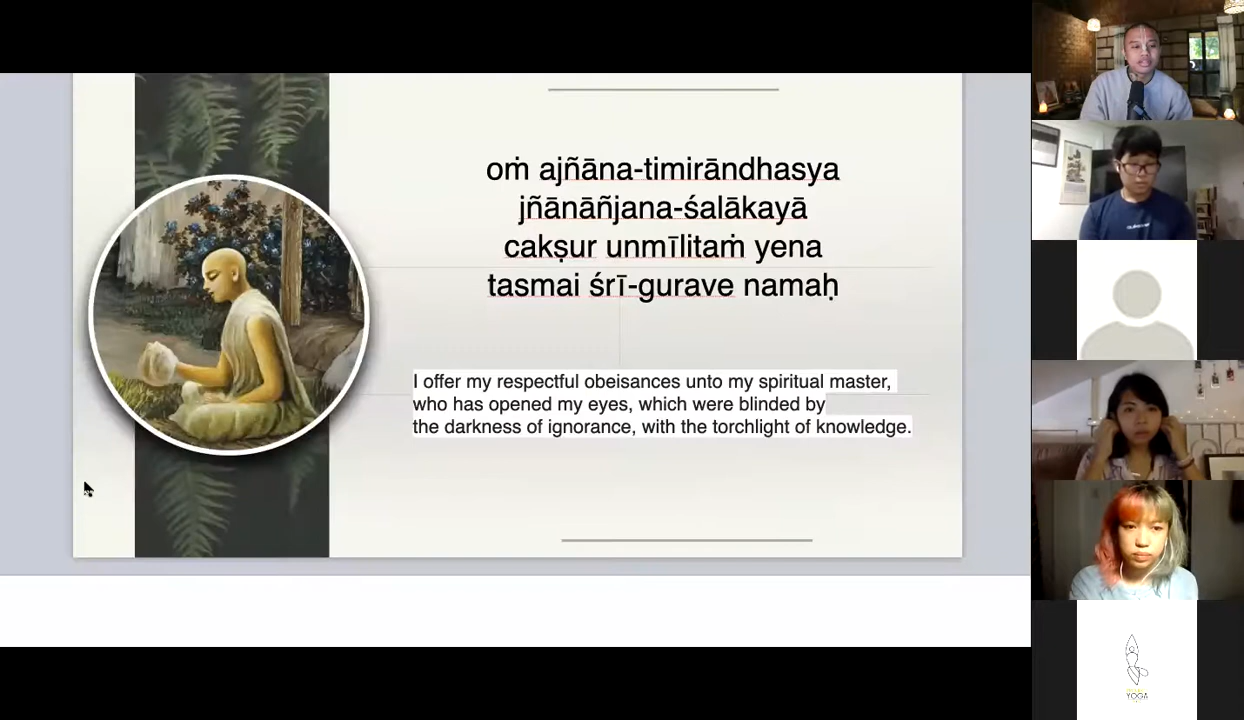 oṁ ajñāna-timirāndhasya
jñānāñjana-śalākayā
cakṣur unmīlitaṁ yena
tasmai śrī-gurave namaḥ
I offer my respectful obeisances unto my spiritual master,
who has opened my eyes, which were blinded by
the darkness of ignorance, with the torchlight of knowledge.
YOGA